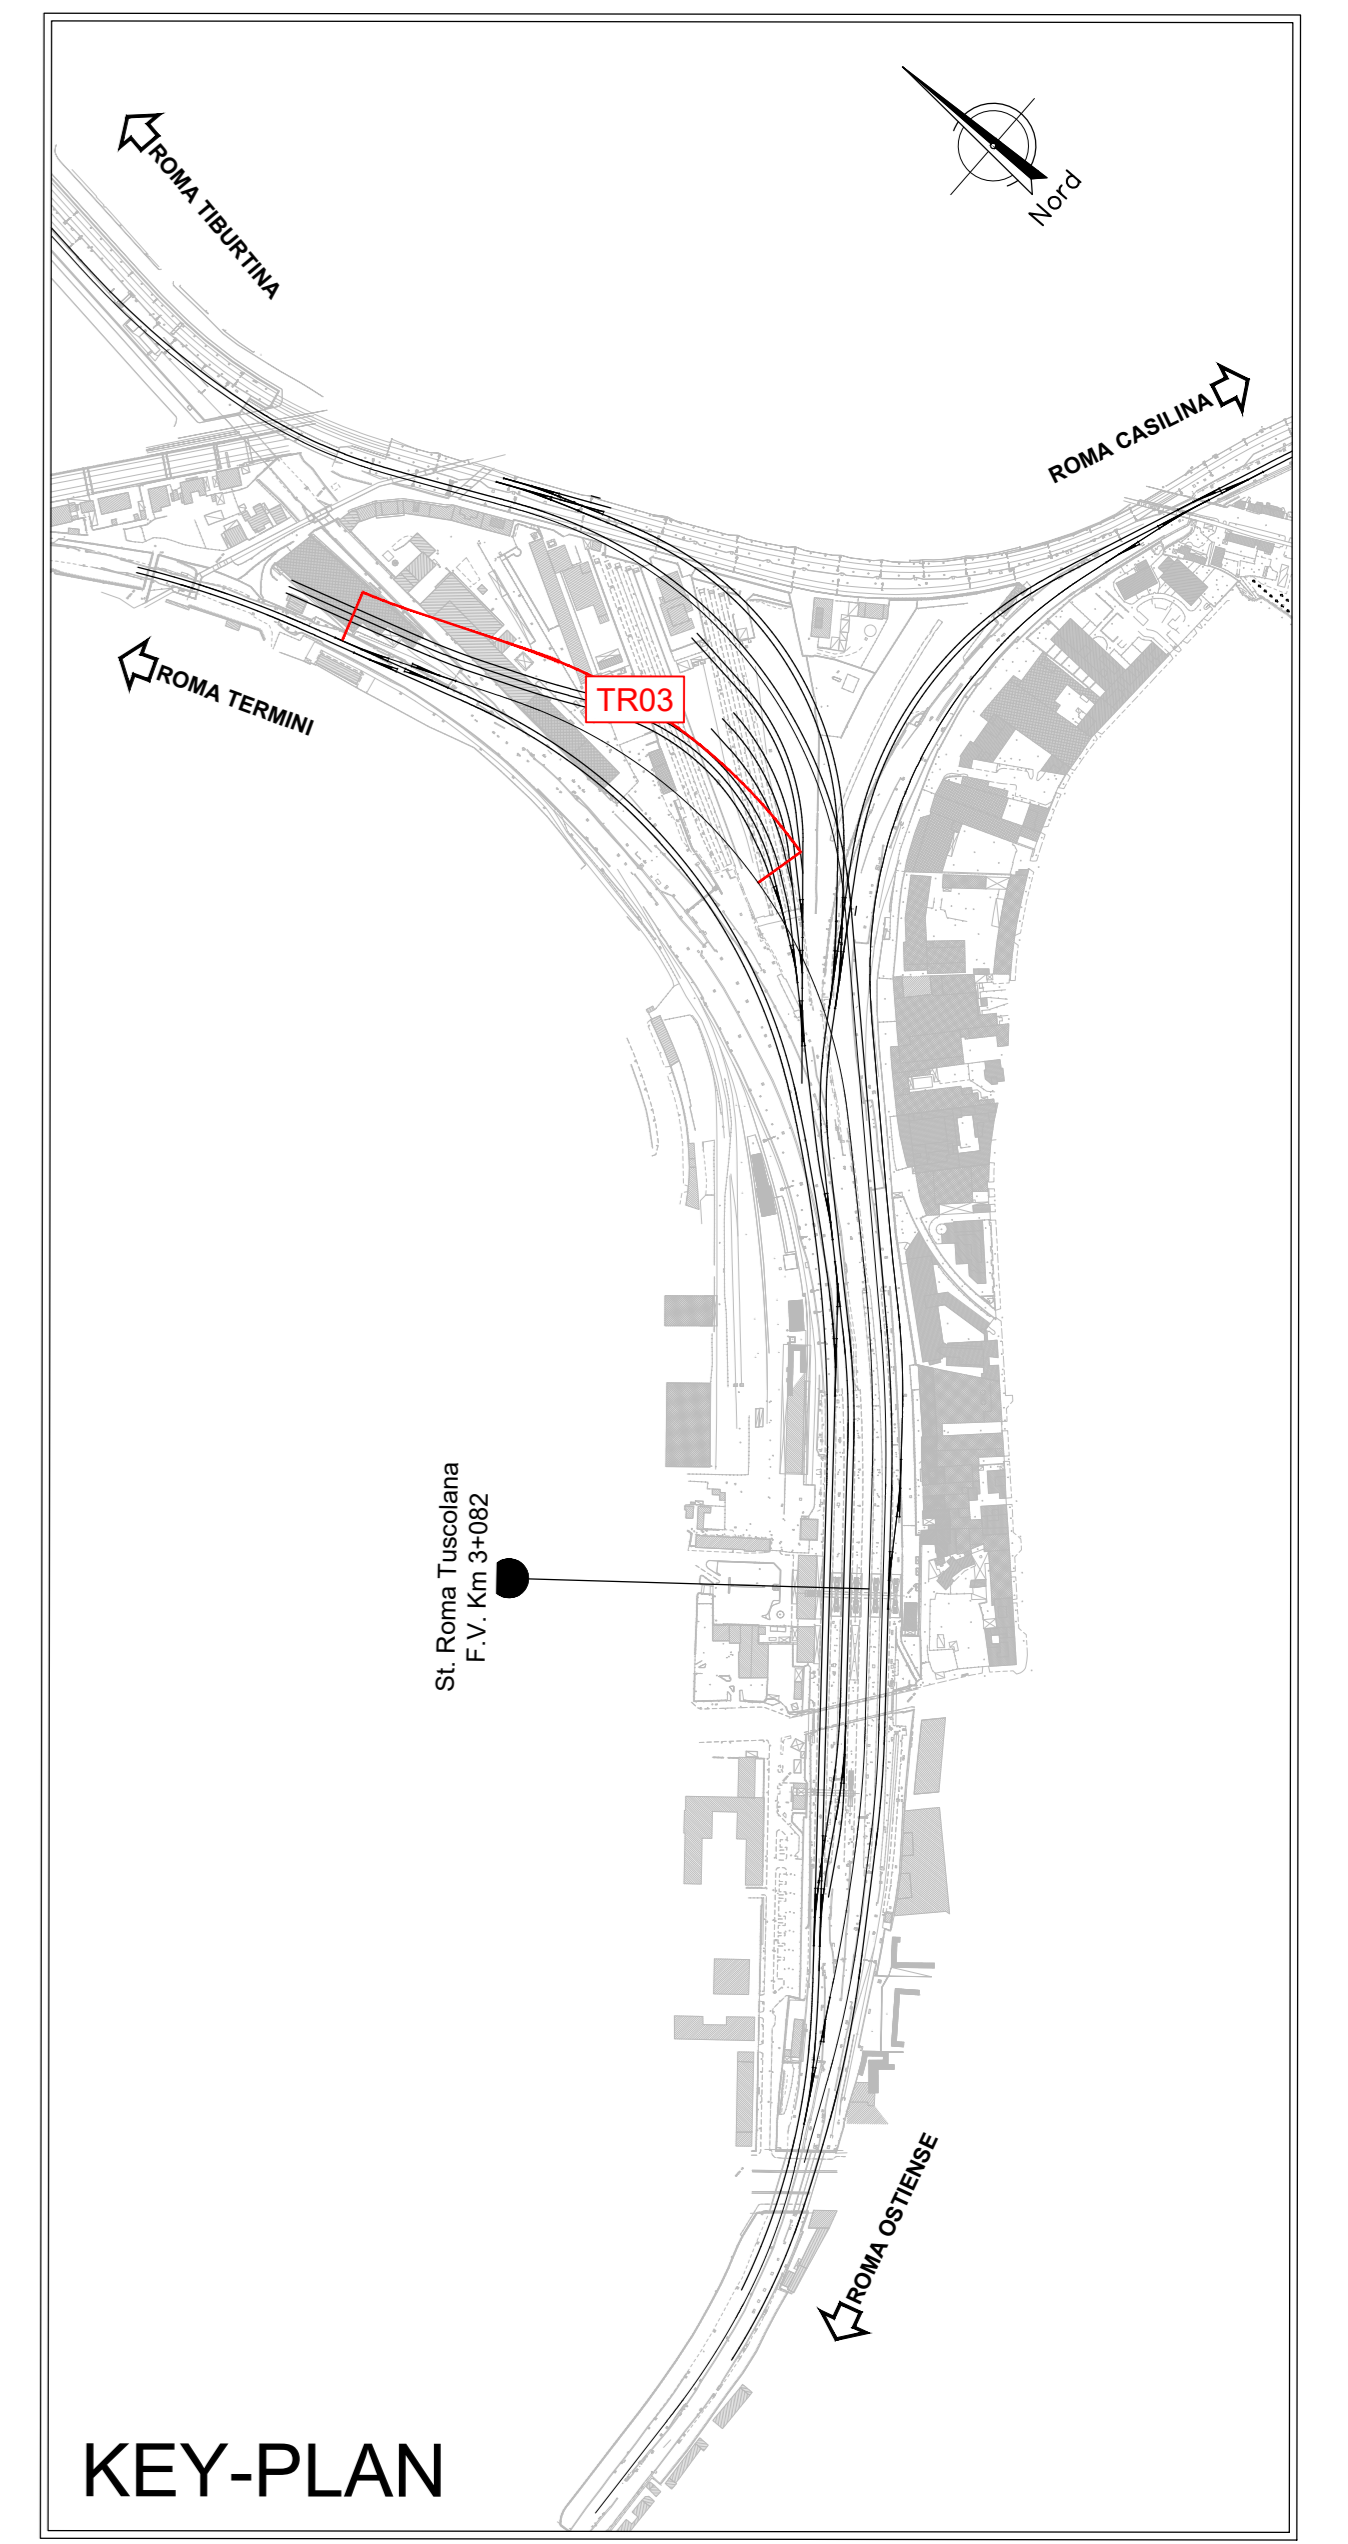 ROMA TIBURTINA
Nord
ROMA CASILINA
ROMA TERMINI
TR03
St. Roma Tuscolana
F.V. Km 3+082
ROMA OSTIENSE
KEY-PLAN